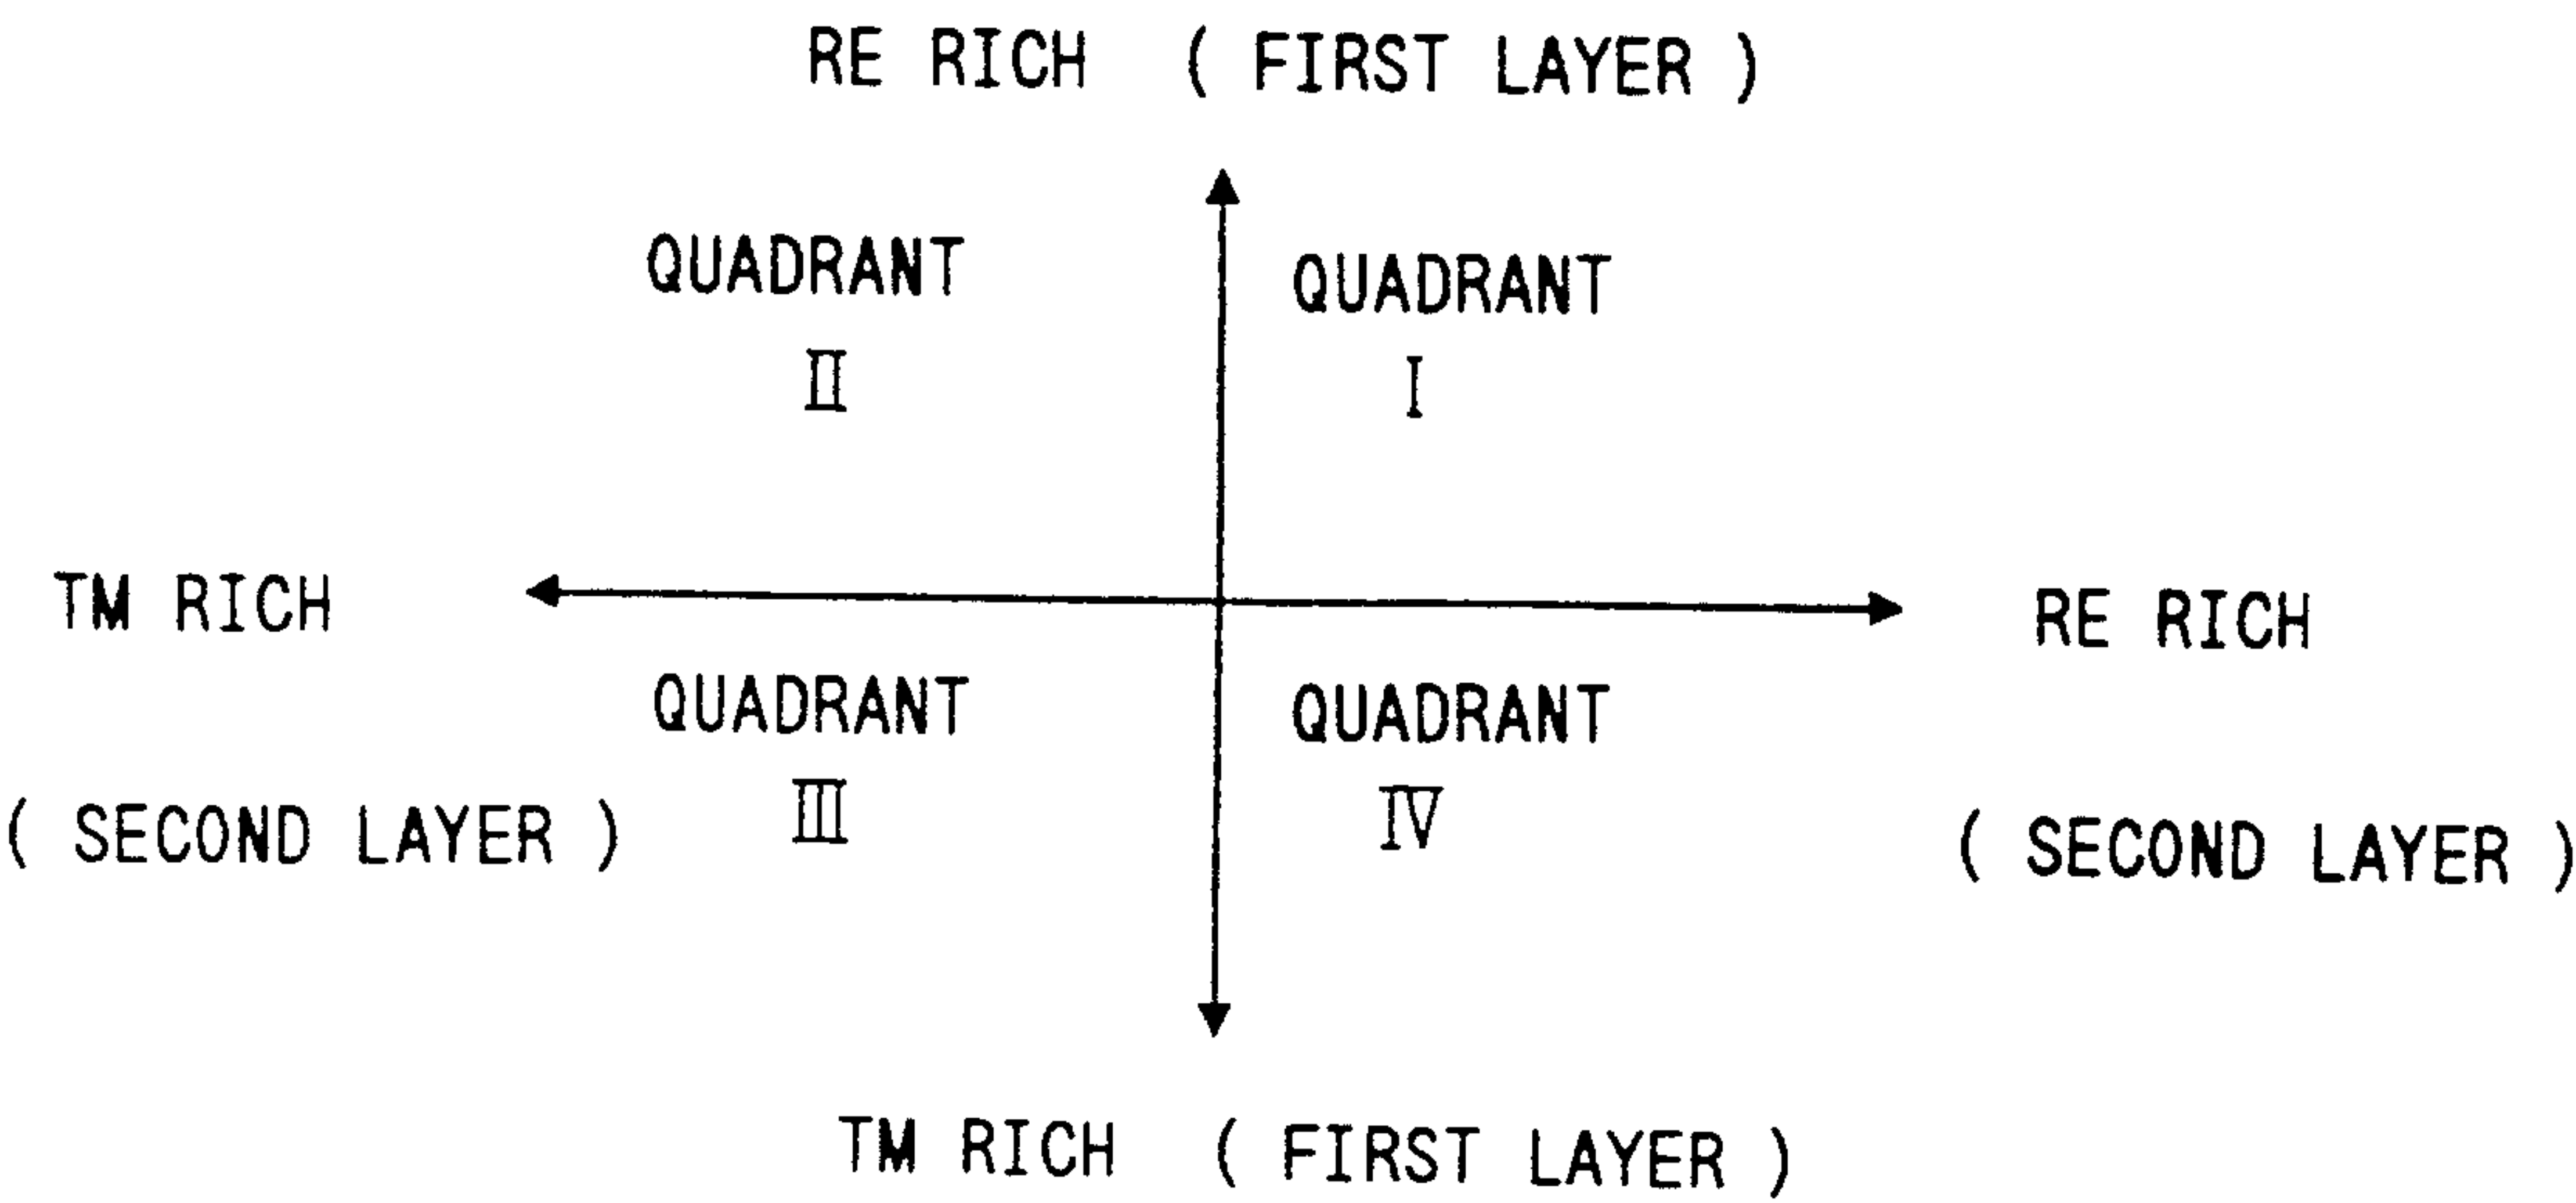 RE RICH ( FIRST LAYER )
QUADRANT
II
QUADRANT
I
TM RICH
( SECOND LAYER )
RE RICH
( SECOND LAYER )
QUADRANT
III
QUADRANT
IV
TM RICH ( FIRST LAYER )